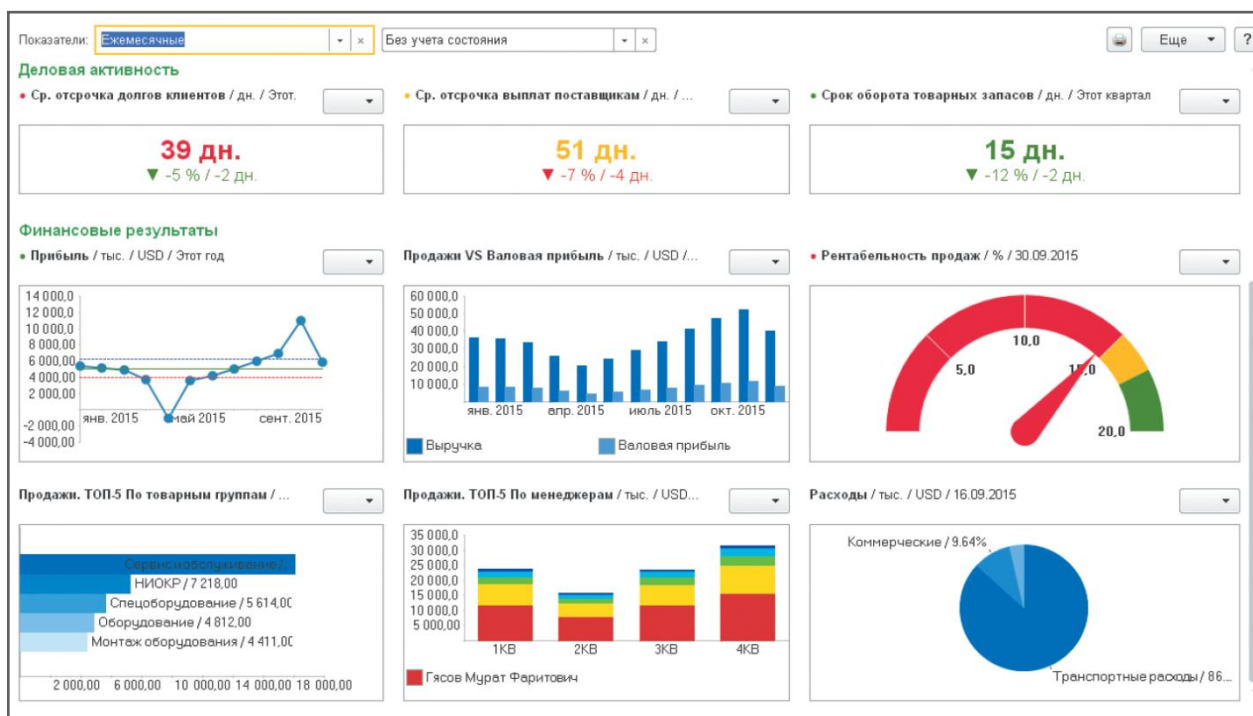 Показатели: Ежемесячные Без учета состояния Еще ?
Деловая активность
Ср. отсрочка долгов клиентов / дн. / Этот. Ср. отсрочка выплат поставщикам / дн. / ... Срок оборота товарных запасов / дн. / Этот квартал
39 дн. 51 дн. 15 дн.
▼ -5 % / -2 дн. ▼ -7 % / -4 дн. ▼ -12 % / -2 дн.
Финансовые результаты
Прибыль / тыс. / USD / Этот год
14 000,0
12 000,0
10 000,0
8 000,00
6 000,00
4 000,00
2 000,00
-2 000,00
-4 000,00
янв. 2015 май 2015 сент. 2015
Продажи VS Валовая прибыль / тыс. / USD /...
60 000,0
50 000,0
40 000,0
30 000,0
20 000,0
10 000,0
янв. 2015 апр. 2015 июль 2015 окт. 2015
Выручка Валовая прибыль
Рентабельность продаж / % / 30.09.2015
5,0 10,0 15,0 20,0
Продажи. ТОП-5 По товарным группам / ...
Сервис и обслуживание /...
НИОКР / 7 218,00
Спецоборудование / 5 614,00
Оборудование / 4 812,00
Монтаж оборудования / 4 411,00
2 000,00 6 000,00 10 000,00 14 000,00 18 000,00
Продажи. ТОП-5 По менеджерам / тыс. / USD...
35 000,0
30 000,0
25 000,0
20 000,0
15 000,0
10 000,0
5 000,00
1КВ 2КВ 3КВ 4КВ
Гясов Мурат Фаритович
Расходы / тыс. / USD / 16.09.2015
Коммерческие / 9.64%
Транспортные расходы / 86...